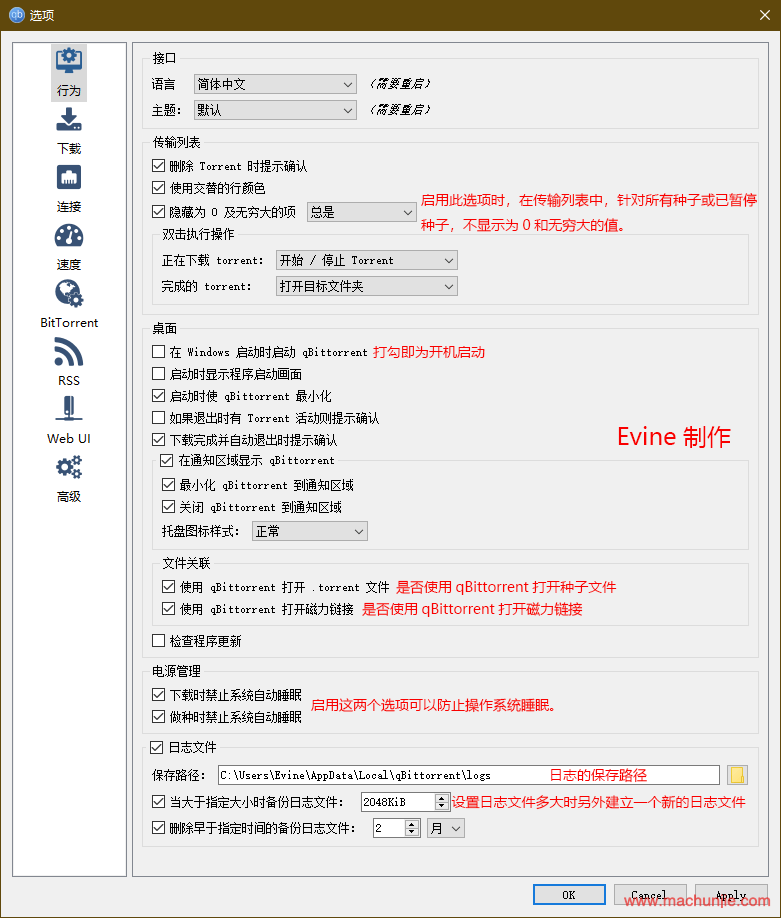 qb 选项
行为
下载
连接
速度
BitTorrent
RSS
Web UI
高级
接口
语言 简体中文 (需要重启)
主题: 默认 (需要重启)
传输列表
删除 Torrent 时提示确认
使用交替的行颜色
隐藏为 0 及无穷大的项 总是
启用此选项时，在传输列表中，针对所有种子或已暂停
种子，不显示为 0 和无穷大的值。
双击执行操作
正在下载 torrent: 开始 / 停止 Torrent
完成的 torrent: 打开目标文件夹
桌面
在 Windows 启动时启动 qBittorrent 打勾即为开机启动
启动时显示程序启动画面
启动时使 qBittorrent 最小化
如果退出时有 Torrent 活动则提示确认
Evine 制作
下载完成并自动退出时提示确认
在通知区域显示 qBittorrent
最小化 qBittorrent 到通知区域
关闭 qBittorrent 到通知区域
托盘图标样式: 正常
文件关联
使用 qBittorrent 打开 .torrent 文件 是否使用 qBittorrent 打开种子文件
使用 qBittorrent 打开磁力链接 是否使用 qBittorrent 打开磁力链接
检查程序更新
电源管理
下载时禁止系统自动睡眠
启用这两个选项可以防止操作系统睡眠。
做种时禁止系统自动睡眠
日志文件
保存路径: C:\Users\Evine\AppData\Local\qBittorrent\logs 日志的保存路径
当大于指定大小时备份日志文件: 2048KiB 设置日志文件多大时另外建立一个新的日志文件
删除早于指定时间的备份日志文件: 2 月
OK Cancel Apply
www.machunjie.com